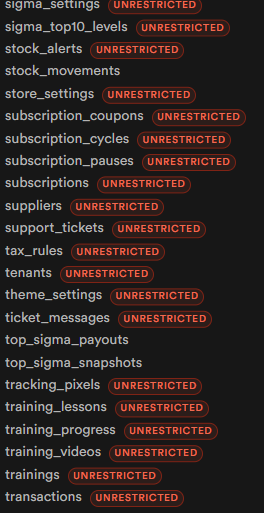 sigma_settings UNRESTRICTED
sigma_top10_levels UNRESTRICTED
stock_alerts UNRESTRICTED
stock_movements
store_settings UNRESTRICTED
subscription_coupons UNRESTRICTED
subscription_cycles UNRESTRICTED
subscription_pauses UNRESTRICTED
subscriptions UNRESTRICTED
suppliers UNRESTRICTED
support_tickets UNRESTRICTED
tax_rules UNRESTRICTED
tenants UNRESTRICTED
theme_settings UNRESTRICTED
ticket_messages UNRESTRICTED
top_sigma_payouts
top_sigma_snapshots
tracking_pixels UNRESTRICTED
training_lessons UNRESTRICTED
training_progress UNRESTRICTED
training_videos UNRESTRICTED
trainings UNRESTRICTED
transactions UNRESTRICTED